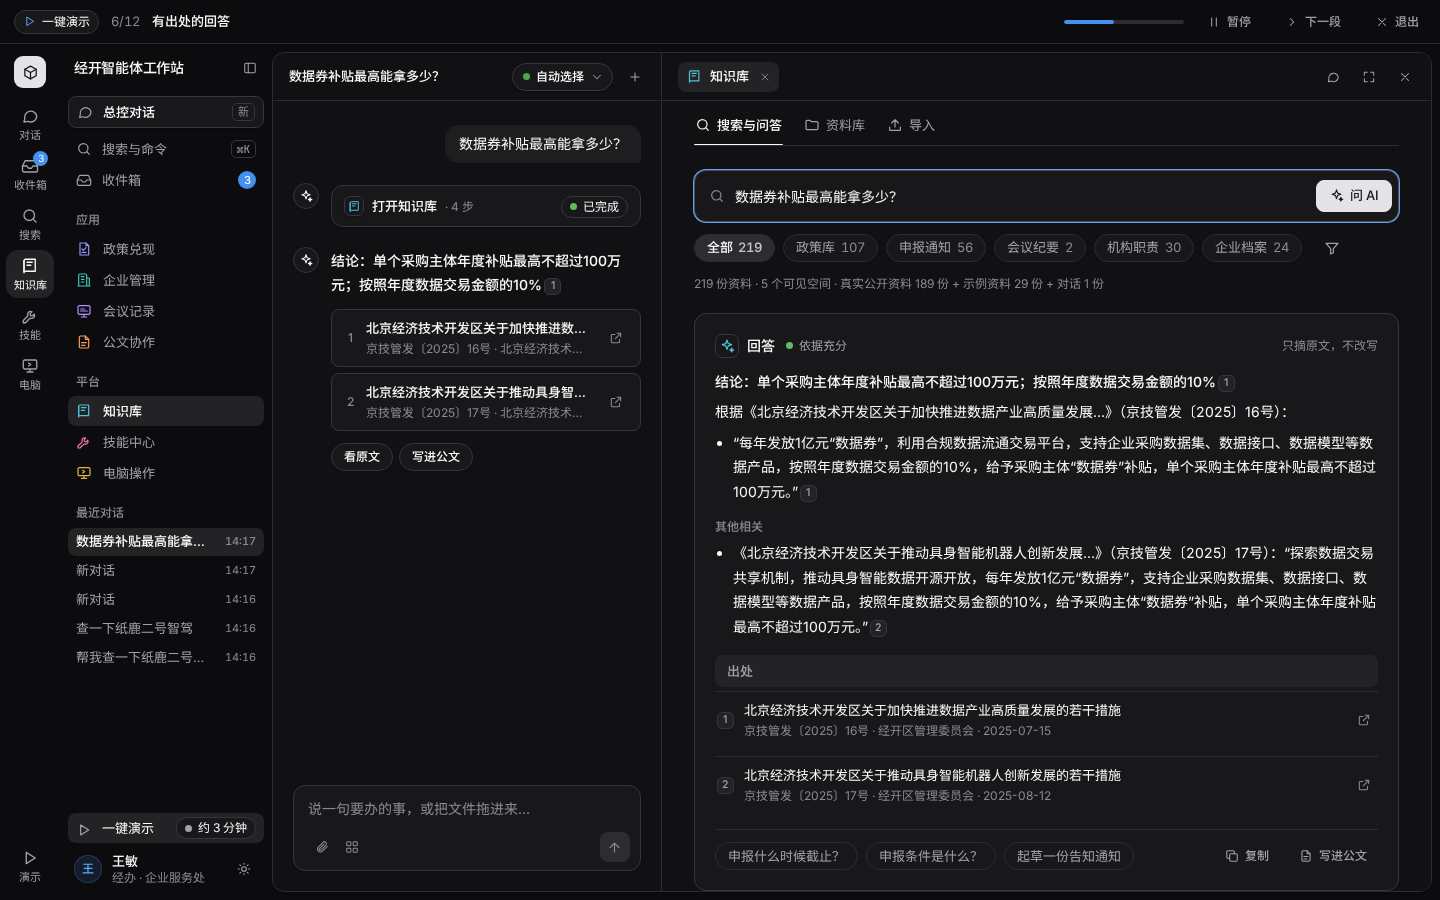 一键演示
6/12 有出处的回答
暂停
下一段
退出
对话
3
收件箱
搜索
知识库
技能
电脑
演示
经开智能体工作站
总控对话 新
搜索与命令 ⌘K
收件箱 3
应用
政策兑现
企业管理
会议记录
公文协作
平台
知识库
技能中心
电脑操作
最近对话
数据券补贴最高能拿... 14:17
新对话 14:17
新对话 14:16
查一下纸鹿二号智驾 14:16
帮我查一下纸鹿二号... 14:16
一键演示 约 3 分钟
王 王敏
经办 · 企业服务处
数据券补贴最高能拿多少？ 自动选择
数据券补贴最高能拿多少？
打开知识库 · 4 步 已完成
结论：单个采购主体年度补贴最高不超过100万
元；按照年度数据交易金额的10% 1
1 北京经济技术开发区关于加快推进数...
京技管发〔2025〕16号 · 北京经济技术...
2 北京经济技术开发区关于推动具身智...
京技管发〔2025〕17号 · 北京经济技术...
看原文 写进公文
说一句要办的事，或把文件拖进来...
知识库
搜索与问答 资料库 导入
数据券补贴最高能拿多少？ 问 AI
全部 219 政策库 107 申报通知 56 会议纪要 2 机构职责 30 企业档案 24
219 份资料 · 5 个可见空间 · 真实公开资料 189 份 + 示例资料 29 份 + 对话 1 份
回答 依据充分 只摘原文，不改写
结论：单个采购主体年度补贴最高不超过100万元；按照年度数据交易金额的10% 1
根据《北京经济技术开发区关于加快推进数据产业高质量发展...》（京技管发〔2025〕16号）：
• “每年发放1亿元“数据券”，利用合规数据流通交易平台，支持企业采购数据集、数据接口、数据模型等数
据产品，按照年度数据交易金额的10%，给予采购主体“数据券”补贴，单个采购主体年度补贴最高不超过
100万元。” 1
其他相关
• 《北京经济技术开发区关于推动具身智能机器人创新发展...》（京技管发〔2025〕17号）：“探索数据交易
共享机制，推动具身智能数据开源开放，每年发放1亿元“数据券”，支持企业采购数据集、数据接口、数
据模型等数据产品，按照年度数据交易金额的10%，给予采购主体“数据券”补贴，单个采购主体年度补贴
最高不超过100万元。” 2
出处
1 北京经济技术开发区关于加快推进数据产业高质量发展的若干措施
京技管发〔2025〕16号 · 经开区管理委员会 · 2025-07-15
2 北京经济技术开发区关于推动具身智能机器人创新发展的若干措施
京技管发〔2025〕17号 · 经开区管理委员会 · 2025-08-12
申报什么时候截止？ 申报条件是什么？ 起草一份告知通知 复制 写进公文